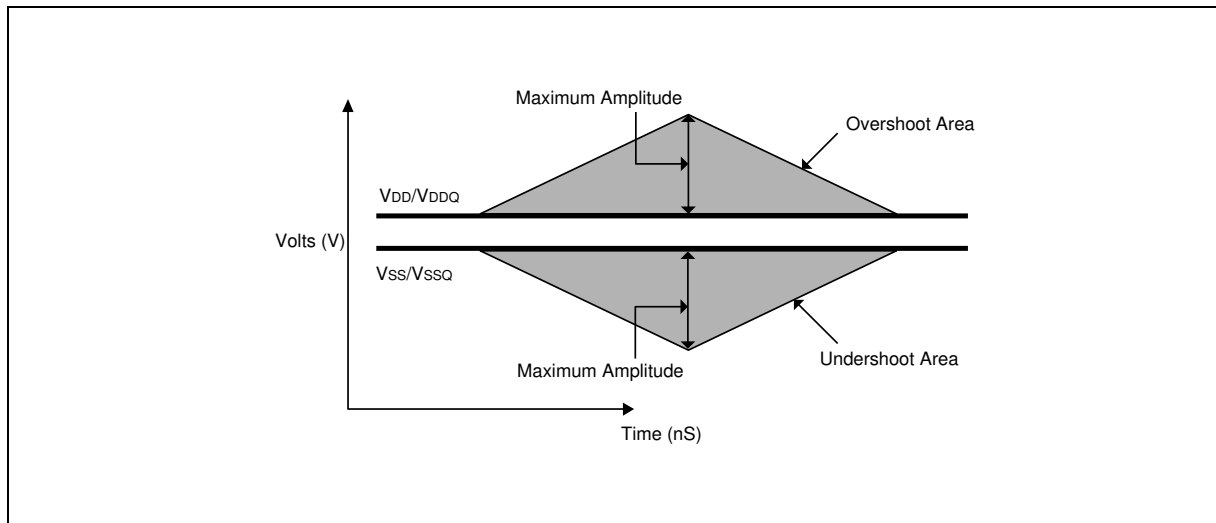 Maximum Amplitude
Overshoot Area
VDD/VDDQ
Volts (V)
VSS/VSSQ
Maximum Amplitude
Undershoot Area
Time (nS)